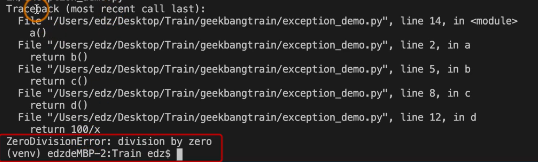 Traceback (most recent call last):
File "/Users/edz/Desktop/Train/geekbangtrain/exception_demo.py", line 14, in <module>
a()
File "/Users/edz/Desktop/Train/geekbangtrain/exception_demo.py", line 2, in a
return b()
File "/Users/edz/Desktop/Train/geekbangtrain/exception_demo.py", line 5, in b
return c()
File "/Users/edz/Desktop/Train/geekbangtrain/exception_demo.py", line 8, in c
return d()
File "/Users/edz/Desktop/Train/geekbangtrain/exception_demo.py", line 12, in d
return 100/x
ZeroDivisionError: division by zero
(venv) edzdeMBP-2:Train edz$